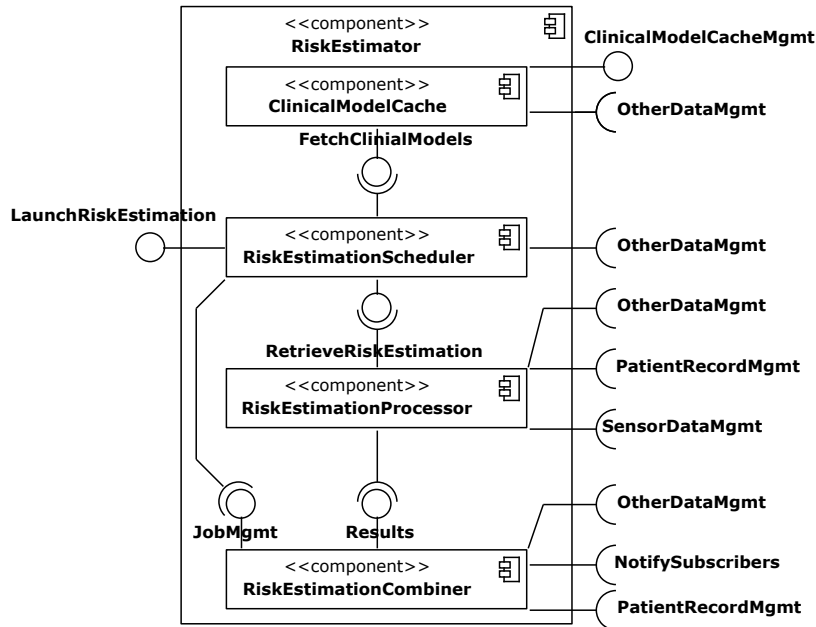 <<component>>
RiskEstimator
ClinicalModelCacheMgmt
<<component>>
ClinicalModelCache
OtherDataMgmt
FetchClinialModels
LaunchRiskEstimation
<<component>>
RiskEstimationScheduler
OtherDataMgmt
OtherDataMgmt
RetrieveRiskEstimation
PatientRecordMgmt
<<component>>
RiskEstimationProcessor
SensorDataMgmt
OtherDataMgmt
JobMgmt
Results
NotifySubscribers
<<component>>
RiskEstimationCombiner
PatientRecordMgmt